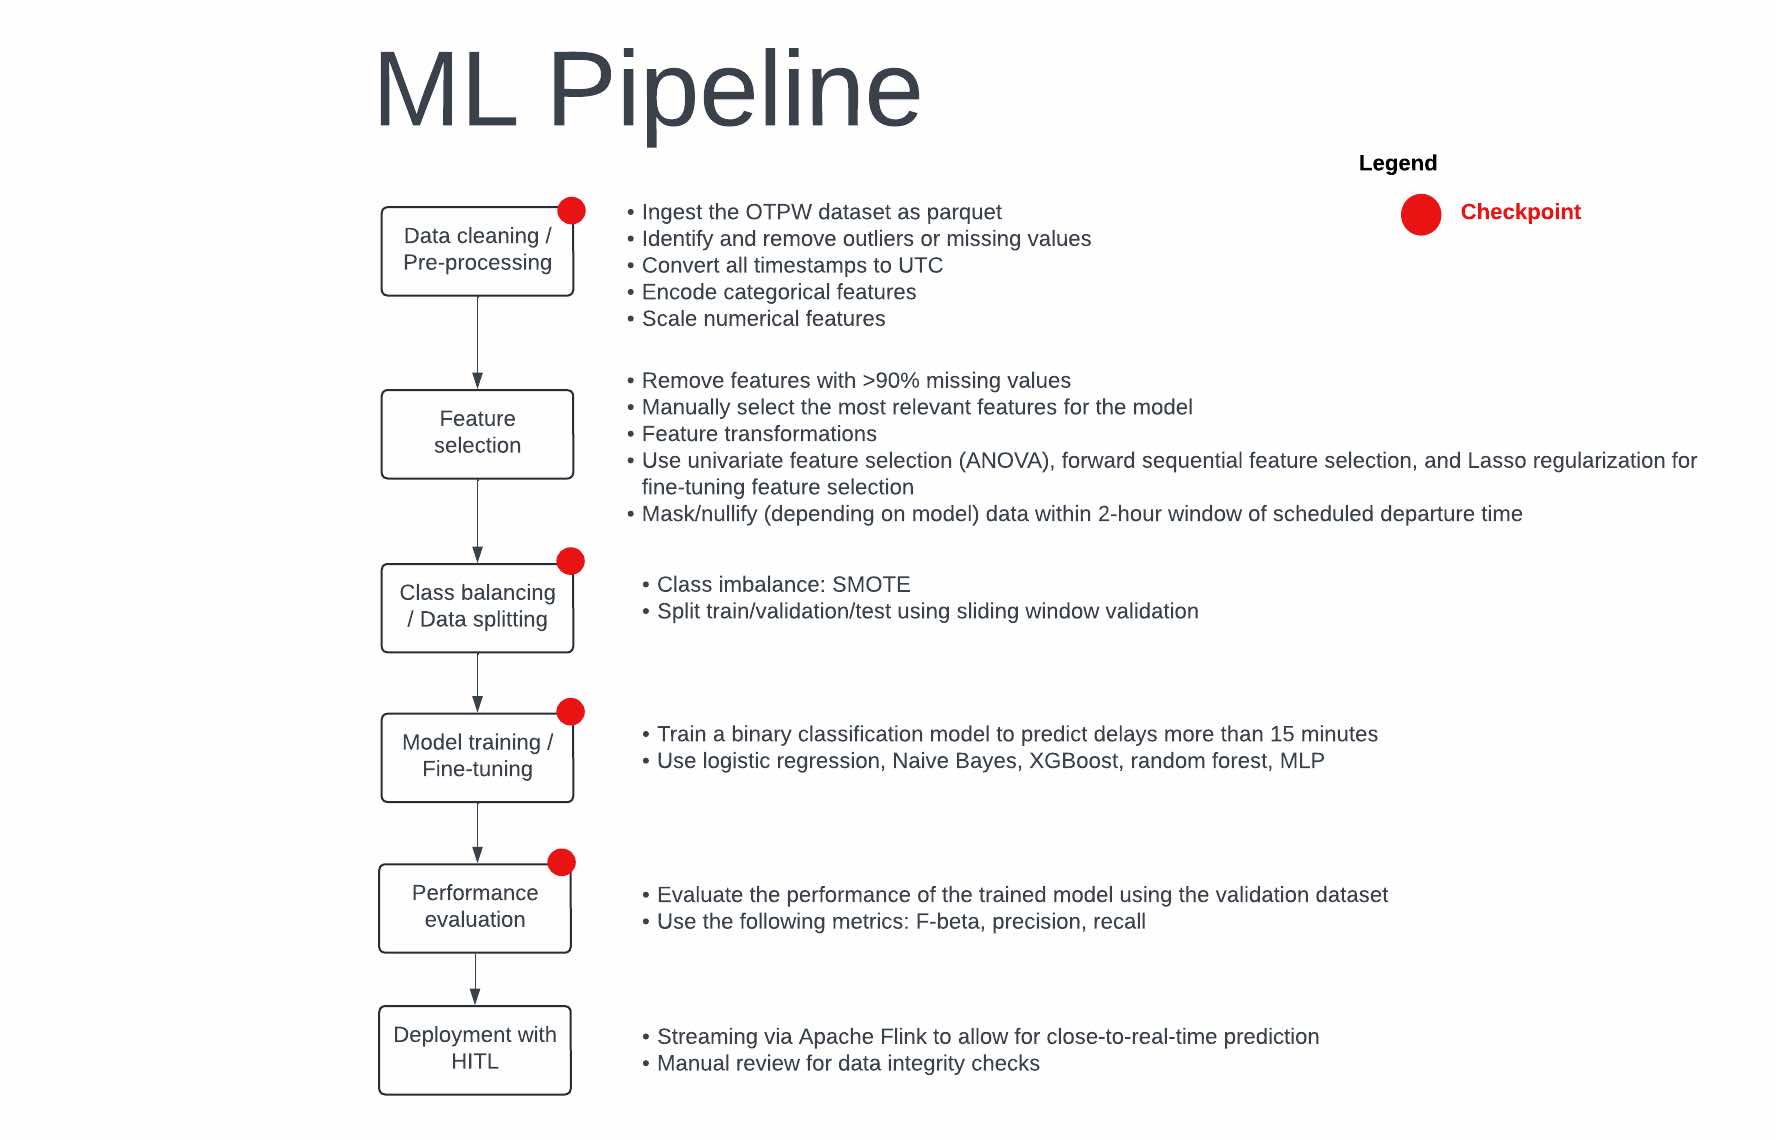 ML Pipeline
Legend
Checkpoint
Data cleaning /
Pre-processing
• Ingest the OTPW dataset as parquet
• Identify and remove outliers or missing values
• Convert all timestamps to UTC
• Encode categorical features
• Scale numerical features
Feature
selection
• Remove features with >90% missing values
• Manually select the most relevant features for the model
• Feature transformations
• Use univariate feature selection (ANOVA), forward sequential feature selection, and Lasso regularization for
fine-tuning feature selection
• Mask/nullify (depending on model) data within 2-hour window of scheduled departure time
Class balancing
/ Data splitting
• Class imbalance: SMOTE
• Split train/validation/test using sliding window validation
Model training /
Fine-tuning
• Train a binary classification model to predict delays more than 15 minutes
• Use logistic regression, Naive Bayes, XGBoost, random forest, MLP
Performance
evaluation
• Evaluate the performance of the trained model using the validation dataset
• Use the following metrics: F-beta, precision, recall
Deployment with
HITL
• Streaming via Apache Flink to allow for close-to-real-time prediction
• Manual review for data integrity checks